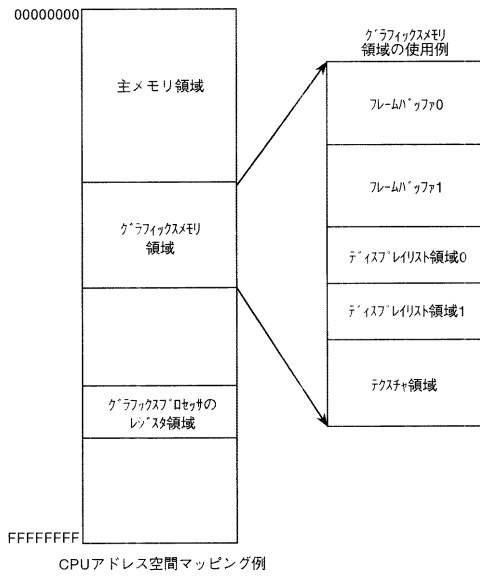 00000000
主メモリ領域
ｸﾞﾗﾌｨｯｸｽﾒﾓﾘ
領域
ｸﾞﾗﾌｯｸｽﾌﾟﾛｾｯｻの
ﾚｼﾞｽﾀ領域
FFFFFFFF
CPUアドレス空間マッピング例
ｸﾞﾗﾌｨｯｸｽﾒﾓﾘ
領域の使用例
ﾌﾚｰﾑﾊﾞｯﾌｧ0
ﾌﾚｰﾑﾊﾞｯﾌｧ1
ﾃﾞｨｽﾌﾟﾚｲﾘｽﾄ領域0
ﾃﾞｨｽﾌﾟﾚｲﾘｽﾄ領域1
ﾃｸｽﾁｬ領域